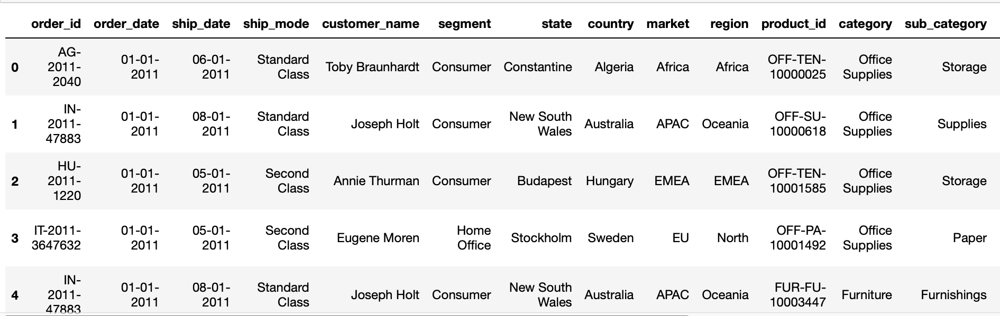 order_id order_date ship_date ship_mode customer_name segment state country market region product_id category sub_category
0 AG-2011-2040 01-01-2011 06-01-2011 Standard Class Toby Braunhardt Consumer Constantine Algeria Africa Africa OFF-TEN-10000025 Office Supplies Storage
1 IN-2011-47883 01-01-2011 08-01-2011 Standard Class Joseph Holt Consumer New South Wales Australia APAC Oceania OFF-SU-10000618 Office Supplies Supplies
2 HU-2011-1220 01-01-2011 05-01-2011 Second Class Annie Thurman Consumer Budapest Hungary EMEA EMEA OFF-TEN-10001585 Office Supplies Storage
3 IT-2011-3647632 01-01-2011 05-01-2011 Second Class Eugene Moren Home Office Stockholm Sweden EU North OFF-PA-10001492 Office Supplies Paper
4 IN-2011-47883 01-01-2011 08-01-2011 Standard Class Joseph Holt Consumer New South Wales Australia APAC Oceania FUR-FU-10003447 Furniture Furnishings